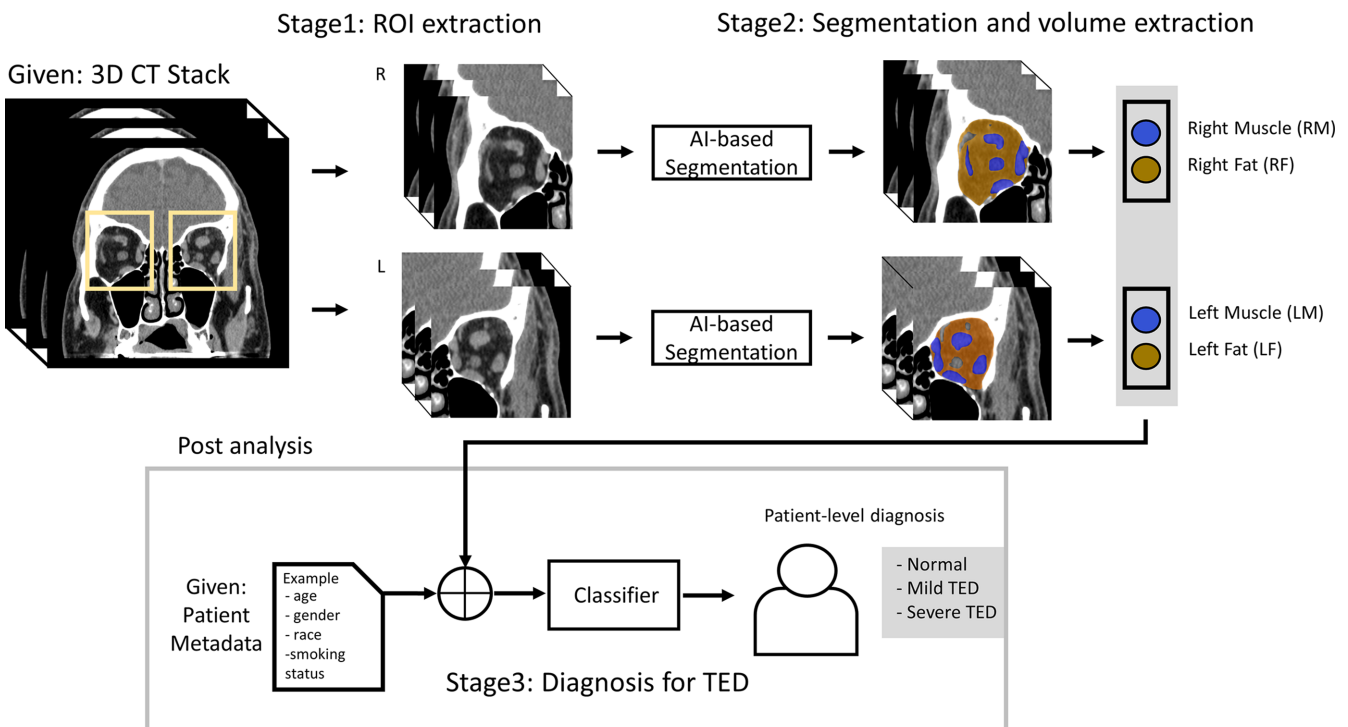 Stage1: ROI extraction
Stage2: Segmentation and volume extraction
Given: 3D CT Stack
R
AI-based
Segmentation
Right Muscle (RM)
Right Fat (RF)
L
AI-based
Segmentation
Left Muscle (LM)
Left Fat (LF)
Post analysis
Given:
Patient
Metadata
Example
- age
- gender
- race
-smoking
status
Classifier
Patient-level diagnosis
- Normal
- Mild TED
- Severe TED
Stage3: Diagnosis for TED